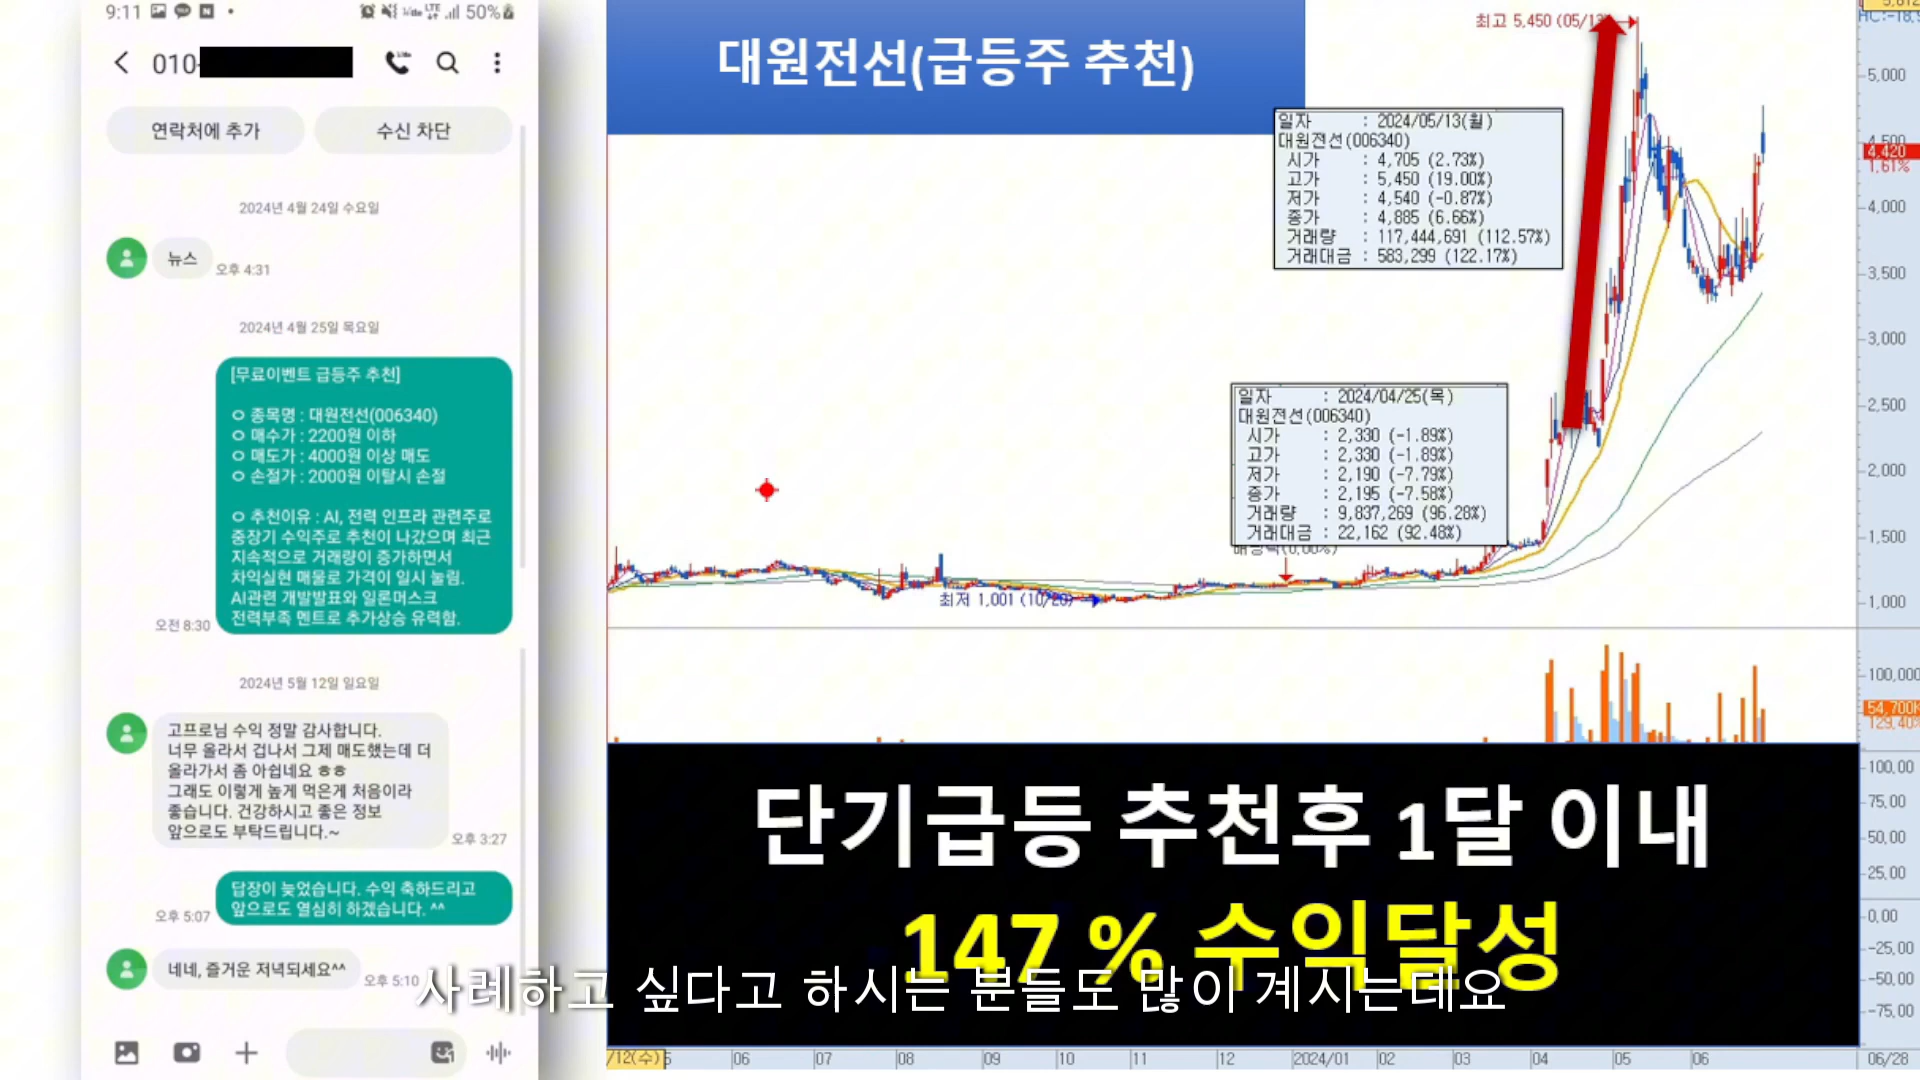 9:11
LTE
50%
010-
연락처에 추가
수신 차단
2024년 4월 24일 수요일
뉴스
오후 4:31
2024년 4월 25일 목요일
[무료이벤트 급등주 추천]
ㅇ 종목명 : 대원전선(006340)
ㅇ 매수가 : 2200원 이하
ㅇ 매도가 : 4000원 이상 매도
ㅇ 손절가 : 2000원 이탈시 손절
ㅇ 추천이유 : AI, 전력 인프라 관련주로
중장기 수익주로 추천이 나갔으며 최근
지속적으로 거래량이 증가하면서
차익실현 매물로 가격이 일시 눌림.
AI관련 개발발표와 일론머스크
전력부족 멘트로 추가상승 유력함.
오전 8:30
2024년 5월 12일 일요일
고프로님 수익 정말 감사합니다.
너무 올라서 겁나서 그제 매도했는데 더
올라가서 좀 아쉽네요 ㅎㅎ
그래도 이렇게 높게 먹은게 처음이라
좋습니다. 건강하시고 좋은 정보
앞으로도 부탁드립니다.~
오후 3:27
답장이 늦었습니다. 수익 축하드리고
앞으로도 열심히 하겠습니다. ^^
오후 5:07
네네, 즐거운 저녁되세요^^
오후 5:10
대원전선(급등주 추천)
최고 5,450 (05/13)
일자 : 2024/05/13(월)
대원전선(006340)
시가 : 4,705 (2.73%)
고가 : 5,450 (19.00%)
저가 : 4,540 (-0.87%)
종가 : 4,885 (6.66%)
거래량 : 117,444,691 (112.57%)
거래대금 : 583,299 (122.17%)
일자 : 2024/04/25(목)
대원전선(006340)
시가 : 2,330 (-1.89%)
고가 : 2,330 (-1.89%)
저가 : 2,190 (-7.79%)
종가 : 2,195 (-7.58%)
거래량 : 9,837,269 (96.28%)
거래대금 : 22,162 (92.48%)
배당락(0,00%)
최저 1,001 (10/20)
5,000
4,500
4,420
1,61%
4,000
3,500
3,000
2,500
2,000
1,500
1,000
100,000
54,700K
129,40%
100,00
75,00
50,00
25,00
0,00
-25,00
-50,00
-75,00
단기급등 추천후 1달 이내
147 % 수익달성
사례하고 싶다고 하시는 분들도 많이 계시는데요
/12(수) 5 06 07 08 09 10 11 12 2024/01 02 03 04 05 06 06/28